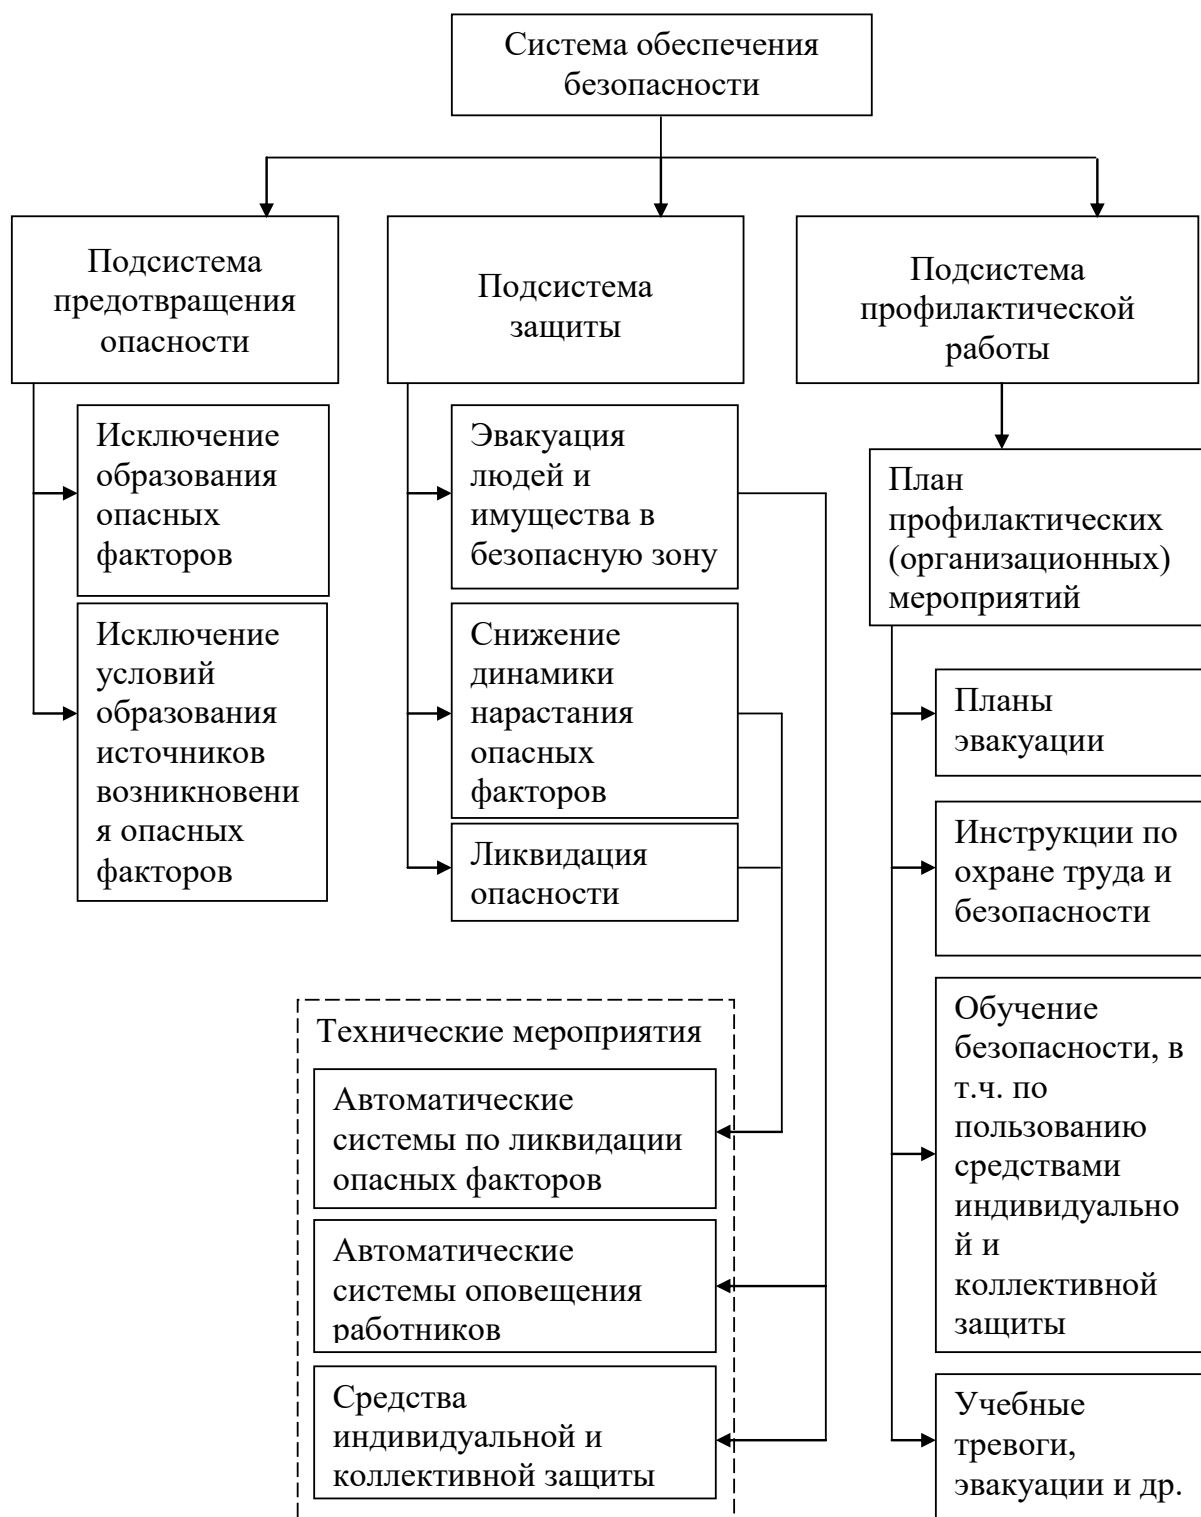 Система обеспечения
безопасности
Подсистема
предотвращения
опасности
Подсистема
защиты
Подсистема
профилактической
работы
Исключение
образования
опасных
факторов
Исключение
условий
образования
источников
возникновени
я опасных
факторов
Эвакуация
людей и
имущества в
безопасную зону
Снижение
динамики
нарастания
опасных
факторов
Ликвидация
опасности
План
профилактических
(организационных)
мероприятий
Планы
эвакуации
Инструкции по
охране труда и
безопасности
Обучение
безопасности, в
т.ч. по
пользованию
средствами
индивидуально
й и
коллективной
защиты
Учебные
тревоги,
эвакуации и др.
Технические мероприятия
Автоматические
системы по ликвидации
опасных факторов
Автоматические
системы оповещения
работников
Средства
индивидуальной и
коллективной защиты